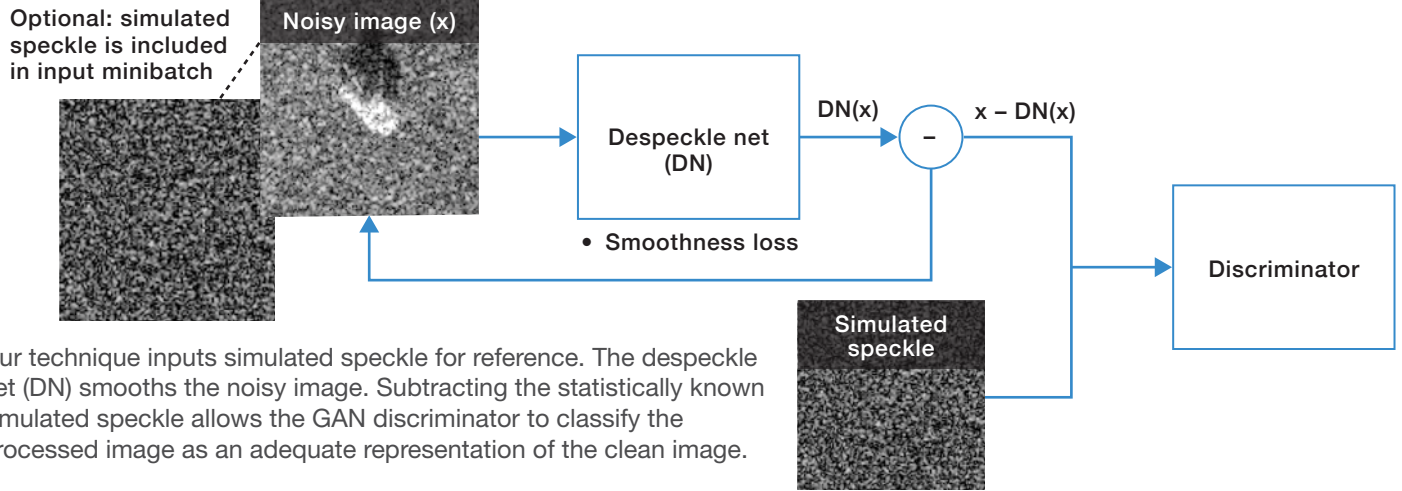 Optional: simulated
speckle is included
in input minibatch
Noisy image (x)
Despeckle net
(DN)
• Smoothness loss
DN(x)
–
x – DN(x)
Discriminator
Simulated
speckle
ur technique inputs simulated speckle for reference. The despeckle
et (DN) smooths the noisy image. Subtracting the statistically known
mulated speckle allows the GAN discriminator to classify the
rocessed image as an adequate representation of the clean image.